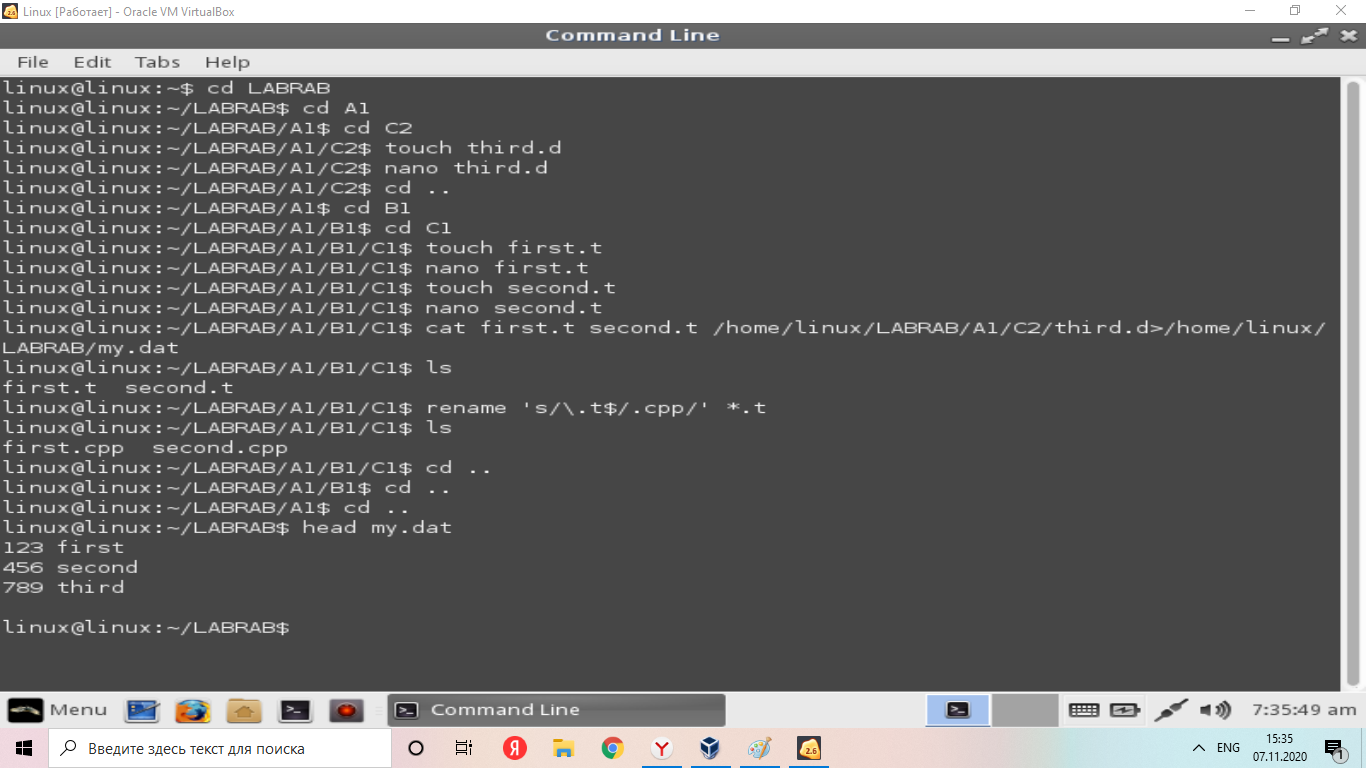 Linux [Работает] - Oracle VM VirtualBox
Command Line
File Edit Tabs Help
linux@linux:~$ cd LABRAB
linux@linux:~/LABRAB$ cd A1
linux@linux:~/LABRAB/A1$ cd C2
linux@linux:~/LABRAB/A1/C2$ touch third.d
linux@linux:~/LABRAB/A1/C2$ nano third.d
linux@linux:~/LABRAB/A1/C2$ cd ..
linux@linux:~/LABRAB/A1$ cd B1
linux@linux:~/LABRAB/A1/B1$ cd C1
linux@linux:~/LABRAB/A1/B1/C1$ touch first.t
linux@linux:~/LABRAB/A1/B1/C1$ nano first.t
linux@linux:~/LABRAB/A1/B1/C1$ touch second.t
linux@linux:~/LABRAB/A1/B1/C1$ nano second.t
linux@linux:~/LABRAB/A1/B1/C1$ cat first.t second.t /home/linux/LABRAB/A1/C2/third.d>/home/linux/
LABRAB/my.dat
linux@linux:~/LABRAB/A1/B1/C1$ ls
first.t  second.t
linux@linux:~/LABRAB/A1/B1/C1$ rename 's/\.t$/.cpp/' *.t
linux@linux:~/LABRAB/A1/B1/C1$ ls
first.cpp  second.cpp
linux@linux:~/LABRAB/A1/B1/C1$ cd ..
linux@linux:~/LABRAB/A1/B1$ cd ..
linux@linux:~/LABRAB/A1$ cd ..
linux@linux:~/LABRAB$ head my.dat
123 first
456 second
789 third
linux@linux:~/LABRAB$
Menu Command Line 7:35:49 am
Введите здесь текст для поиска
Я
Y
2.6
ENG
15:35
07.11.2020
1